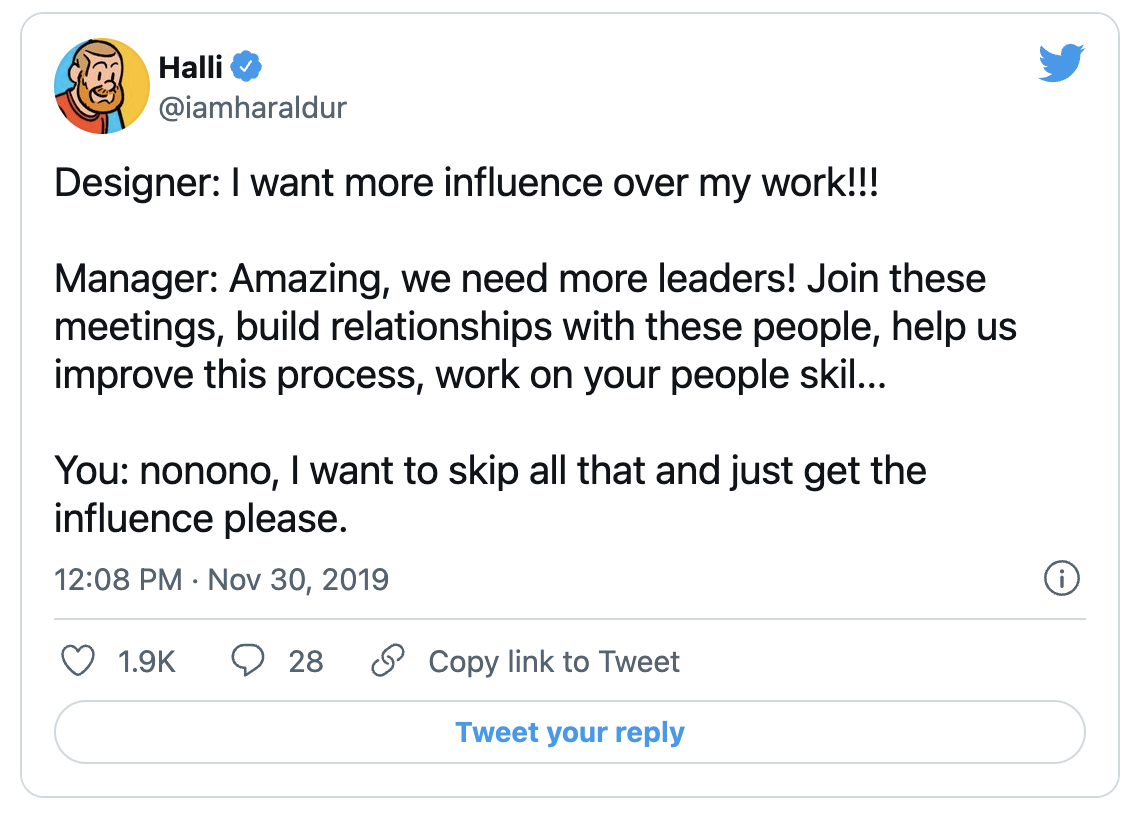 Halli
@iamharaldur
Designer: I want more influence over my work!!!
Manager: Amazing, we need more leaders! Join these
meetings, build relationships with these people, help us
improve this process, work on your people skil...
You: nonono, I want to skip all that and just get the
influence please.
12:08 PM · Nov 30, 2019
1.9K 28 Copy link to Tweet
Tweet your reply